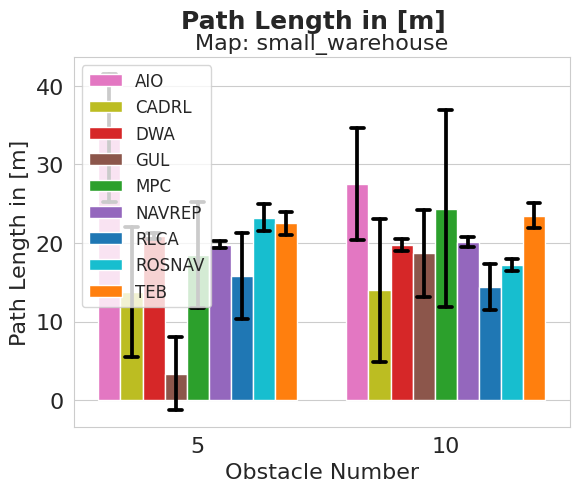 Path Length in [m]
Map: small_warehouse
Path Length in [m]
40
30
20
10
0
AIO
CADRL
DWA
GUL
MPC
NAVREP
RLCA
ROSNAV
TEB
5
10
Obstacle Number